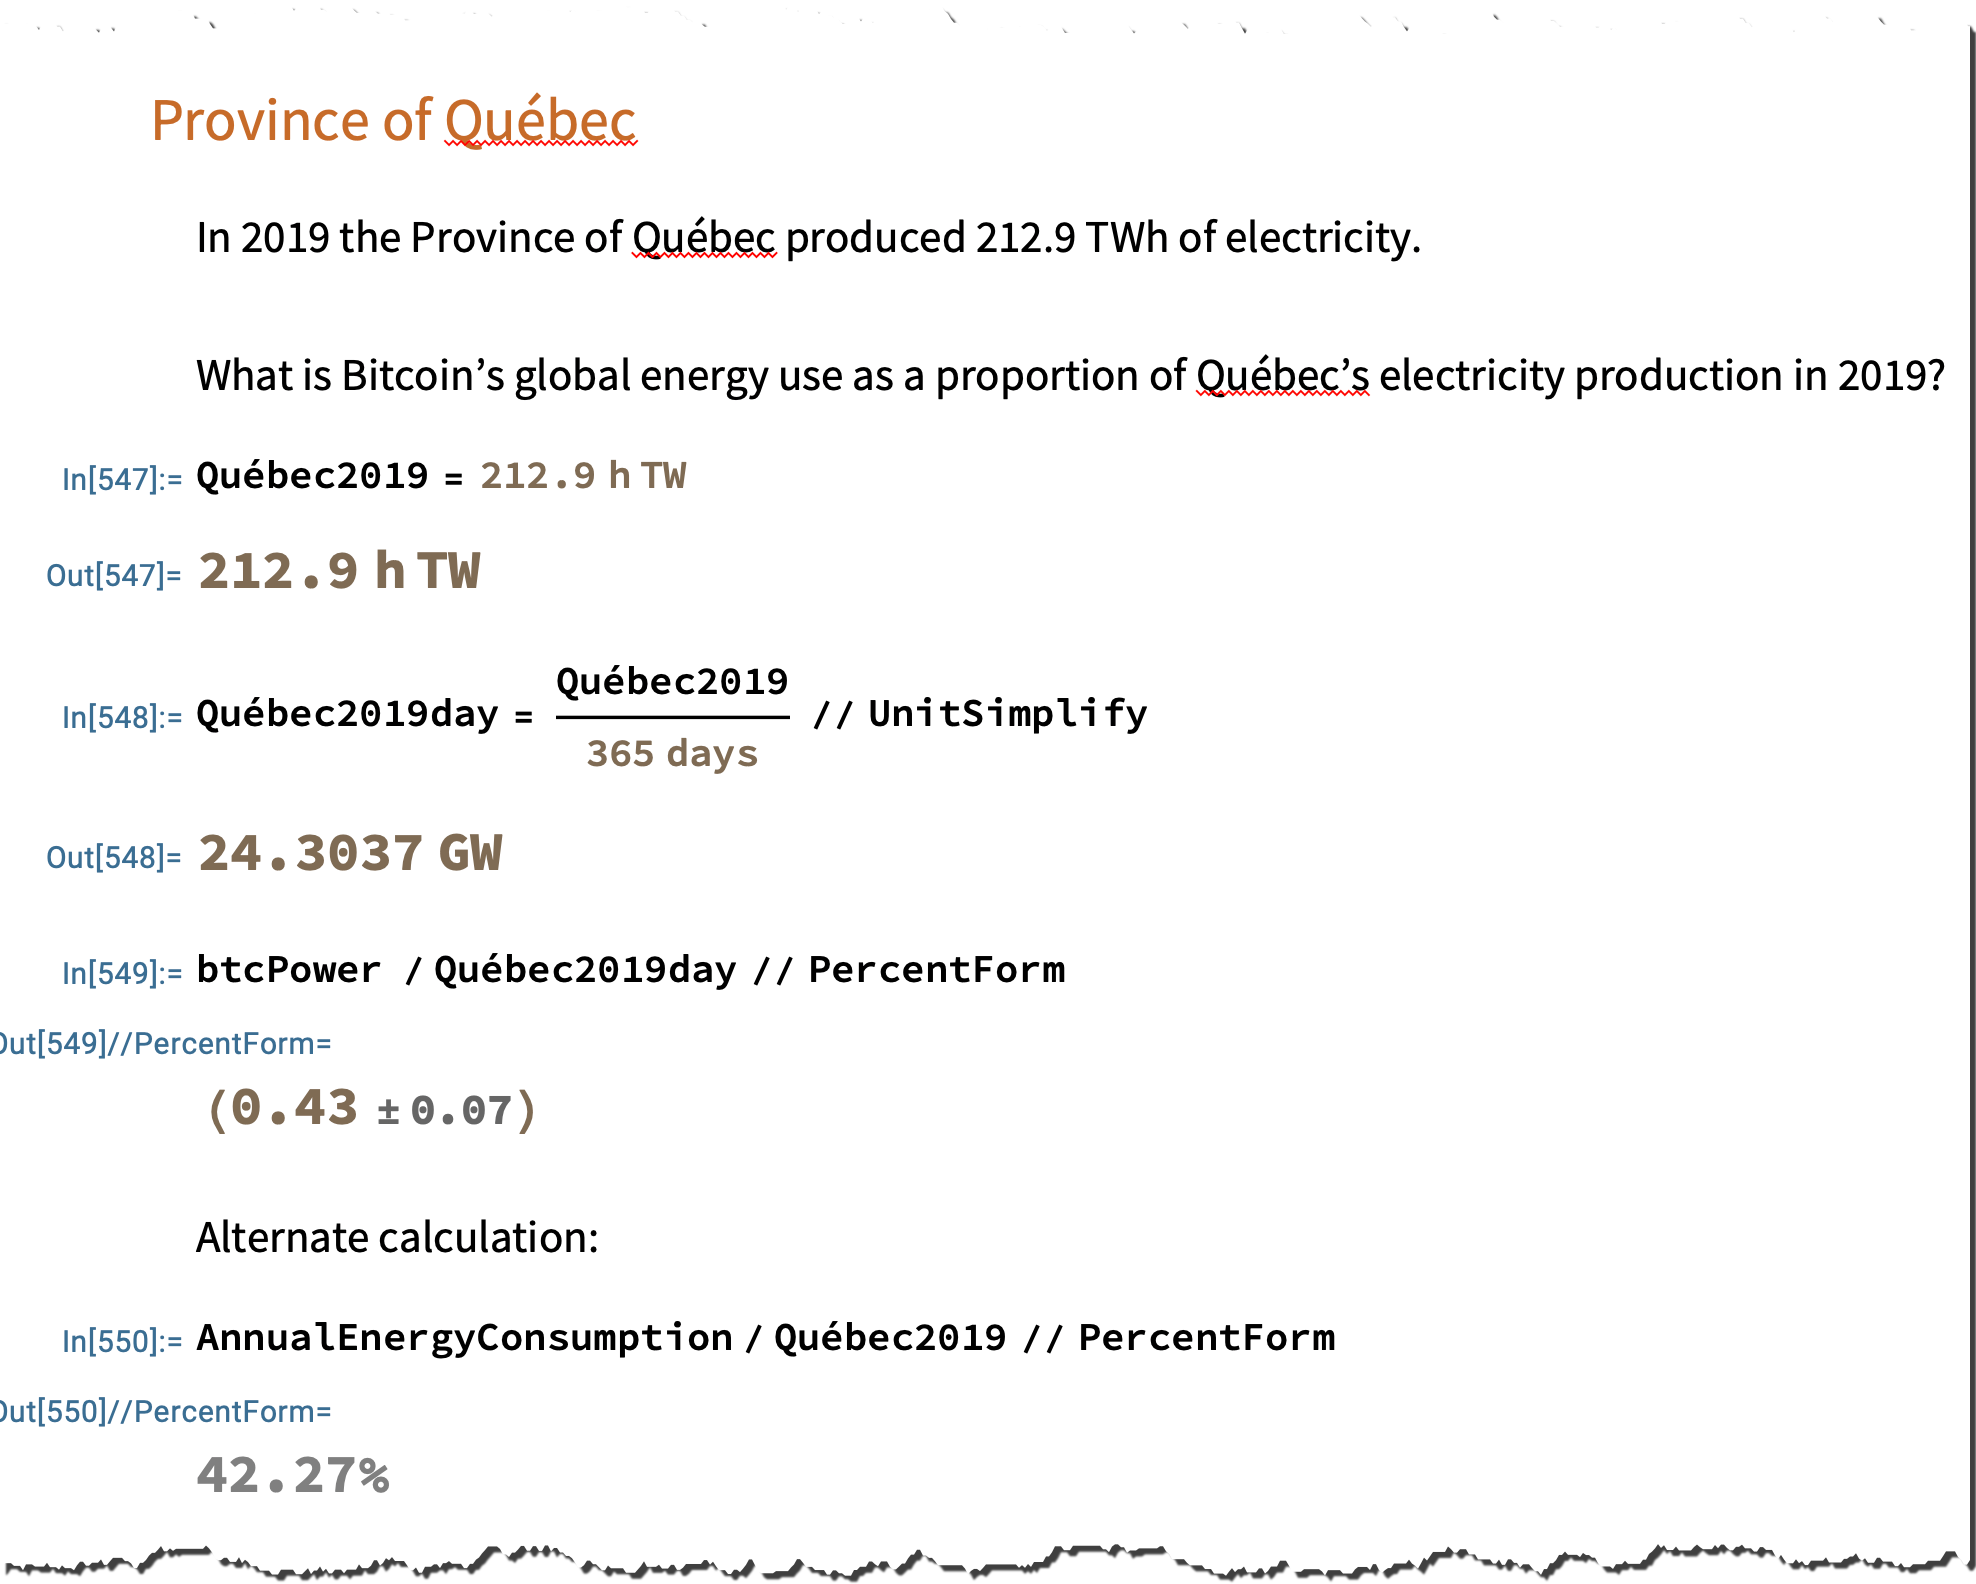 Province of Québec
In 2019 the Province of Québec produced 212.9 TWh of electricity.
What is Bitcoin’s global energy use as a proportion of Québec’s electricity production in 2019?
In[547]:= Québec2019 = 212.9 h TW
Out[547]= 212.9 h TW
Québec2019
In[548]:= Québec2019day = // UnitSimplify
365 days
Out[548]= 24.3037 GW
In[549]:= btcPower / Québec2019day // PercentForm
Out[549]//PercentForm=
(0.43 ± 0.07)
Alternate calculation:
In[550]:= AnnualEnergyConsumption / Québec2019 // PercentForm
Out[550]//PercentForm=
42.27%